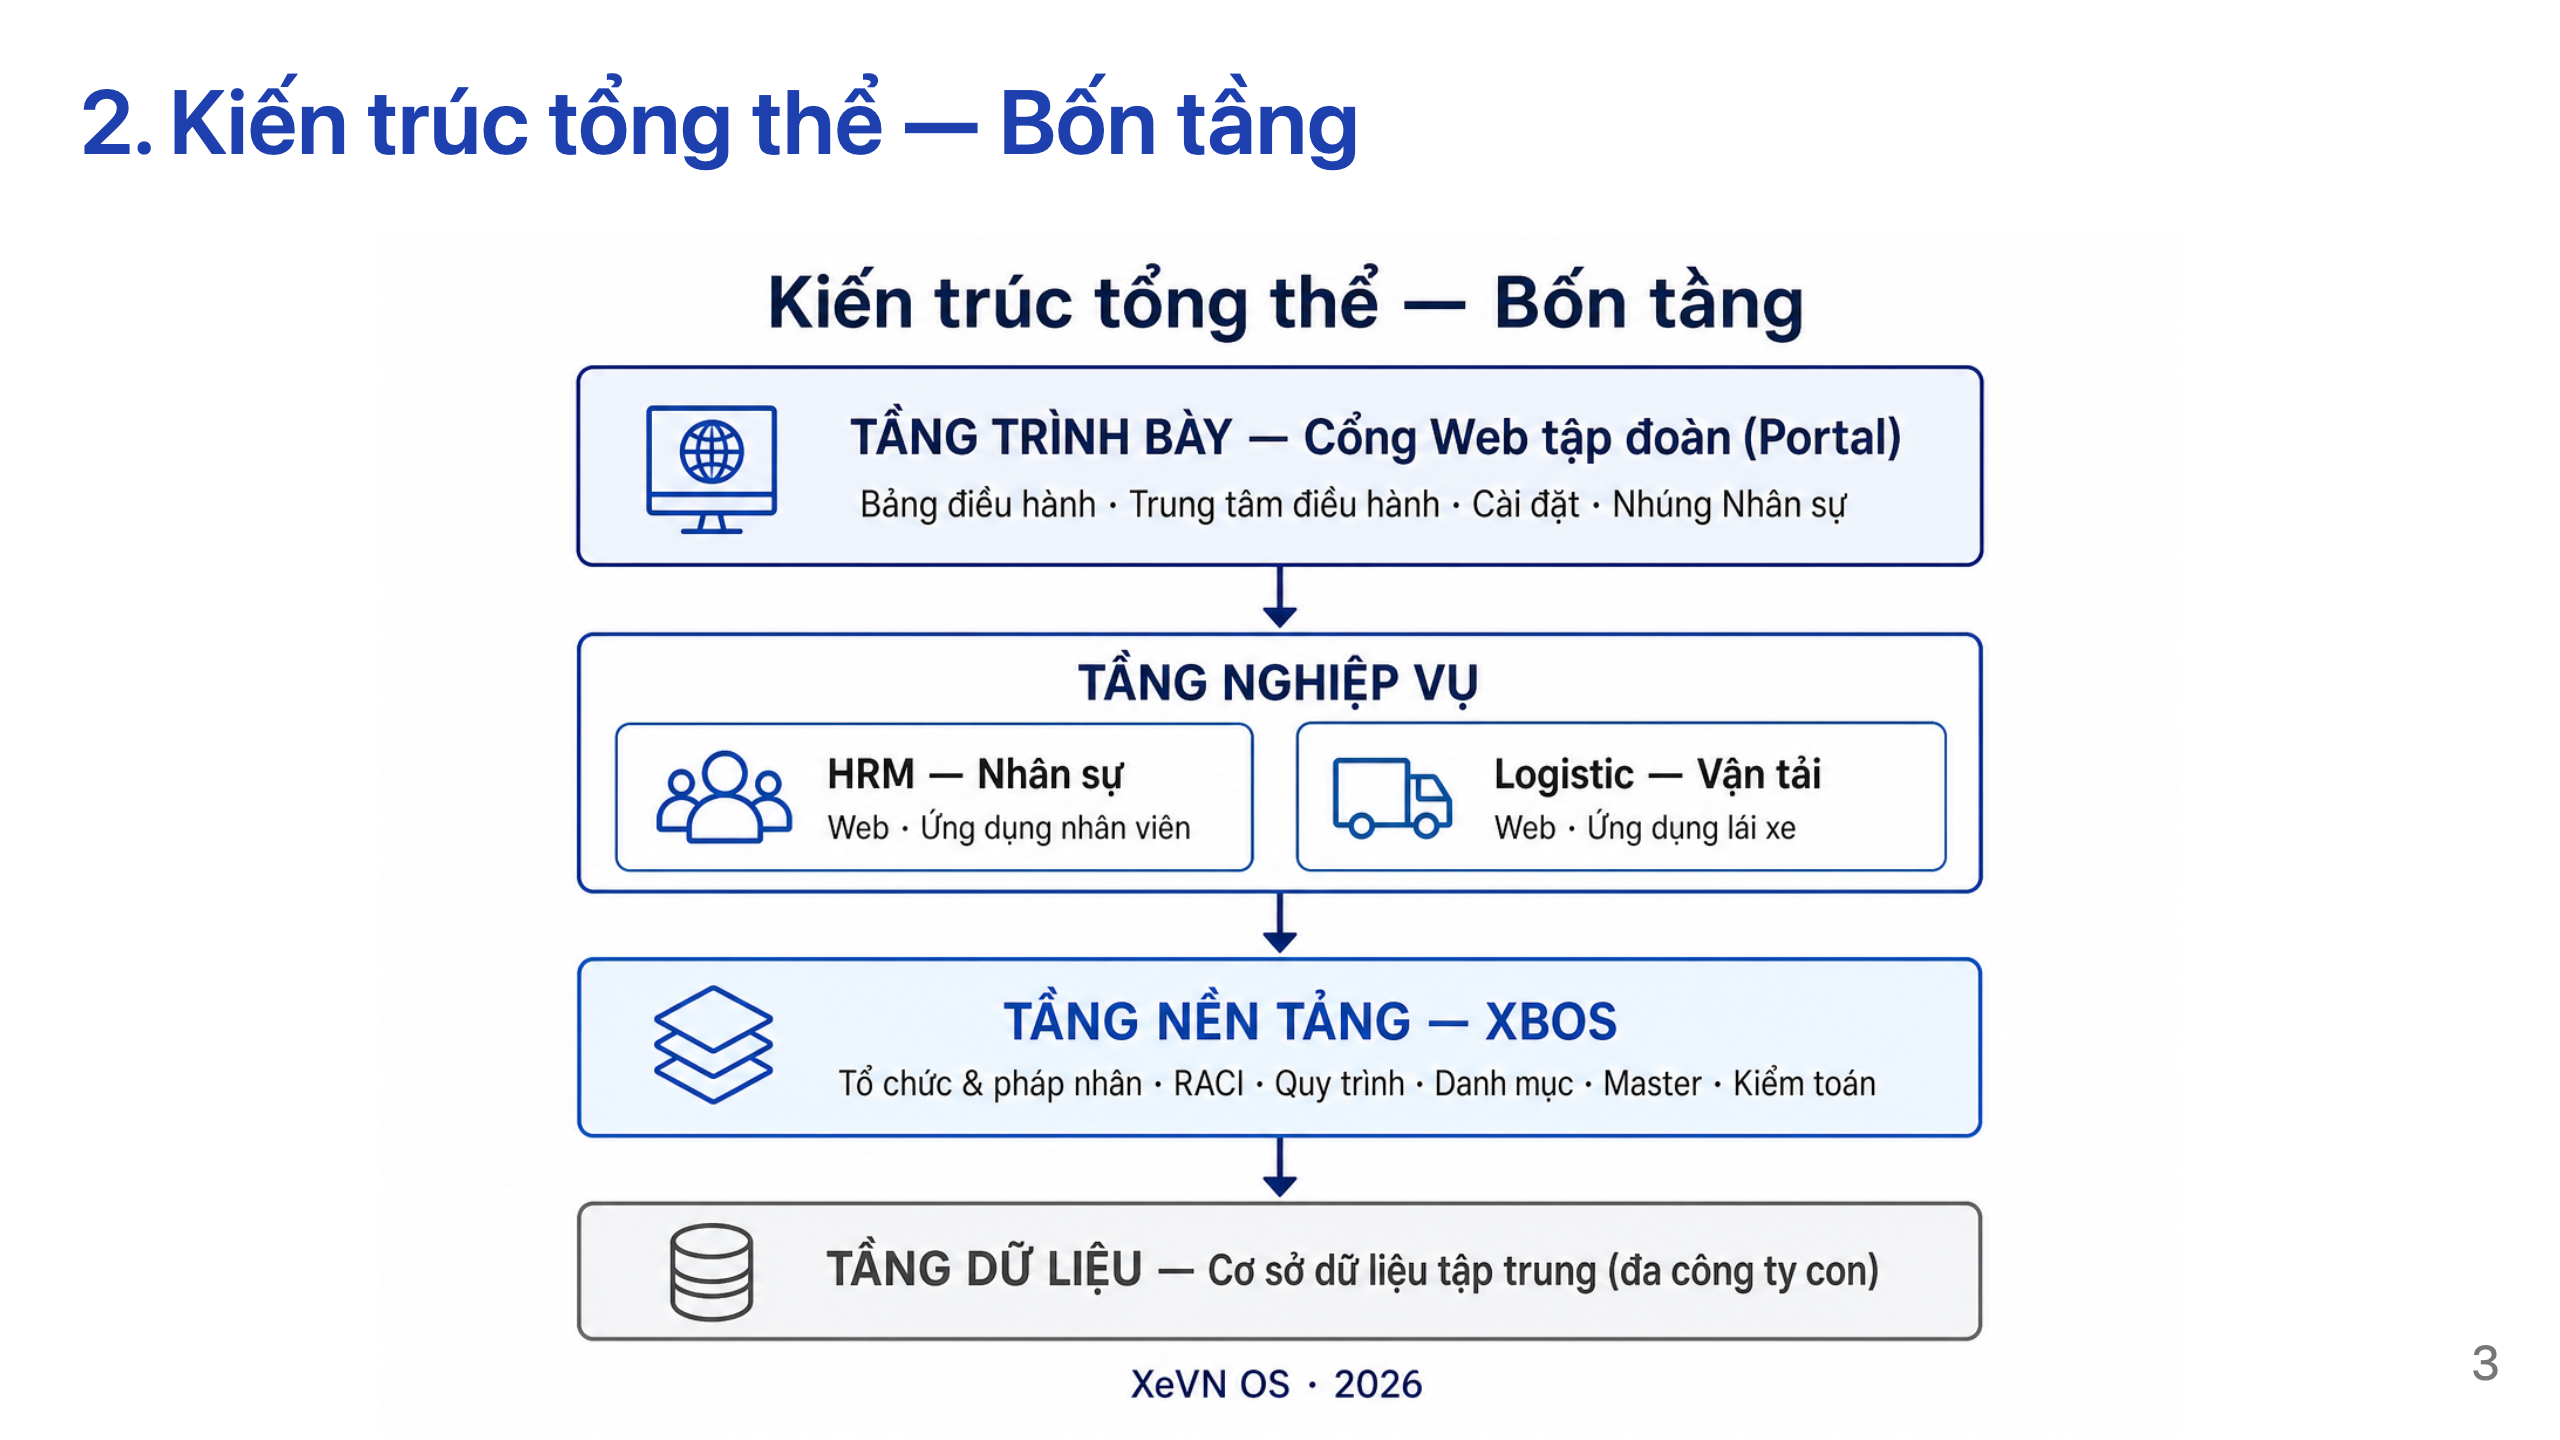 2. Kiến trúc tổng thể — Bốn tầng
Kiến trúc tổng thể — Bốn tầng
TẦNG TRÌNH BÀY — Cổng Web tập đoàn (Portal)
Bảng điều hành · Trung tâm điều hành · Cài đặt · Nhúng Nhân sự
TẦNG NGHIỆP VỤ
HRM — Nhân sự
Web · Ứng dụng nhân viên
Logistic — Vận tải
Web · Ứng dụng lái xe
TẦNG NỀN TẢNG — XBOS
Tổ chức & pháp nhân · RACI · Quy trình · Danh mục · Master · Kiểm toán
TẦNG DỮ LIỆU — Cơ sở dữ liệu tập trung (đa công ty con)
XeVN OS · 2026
3